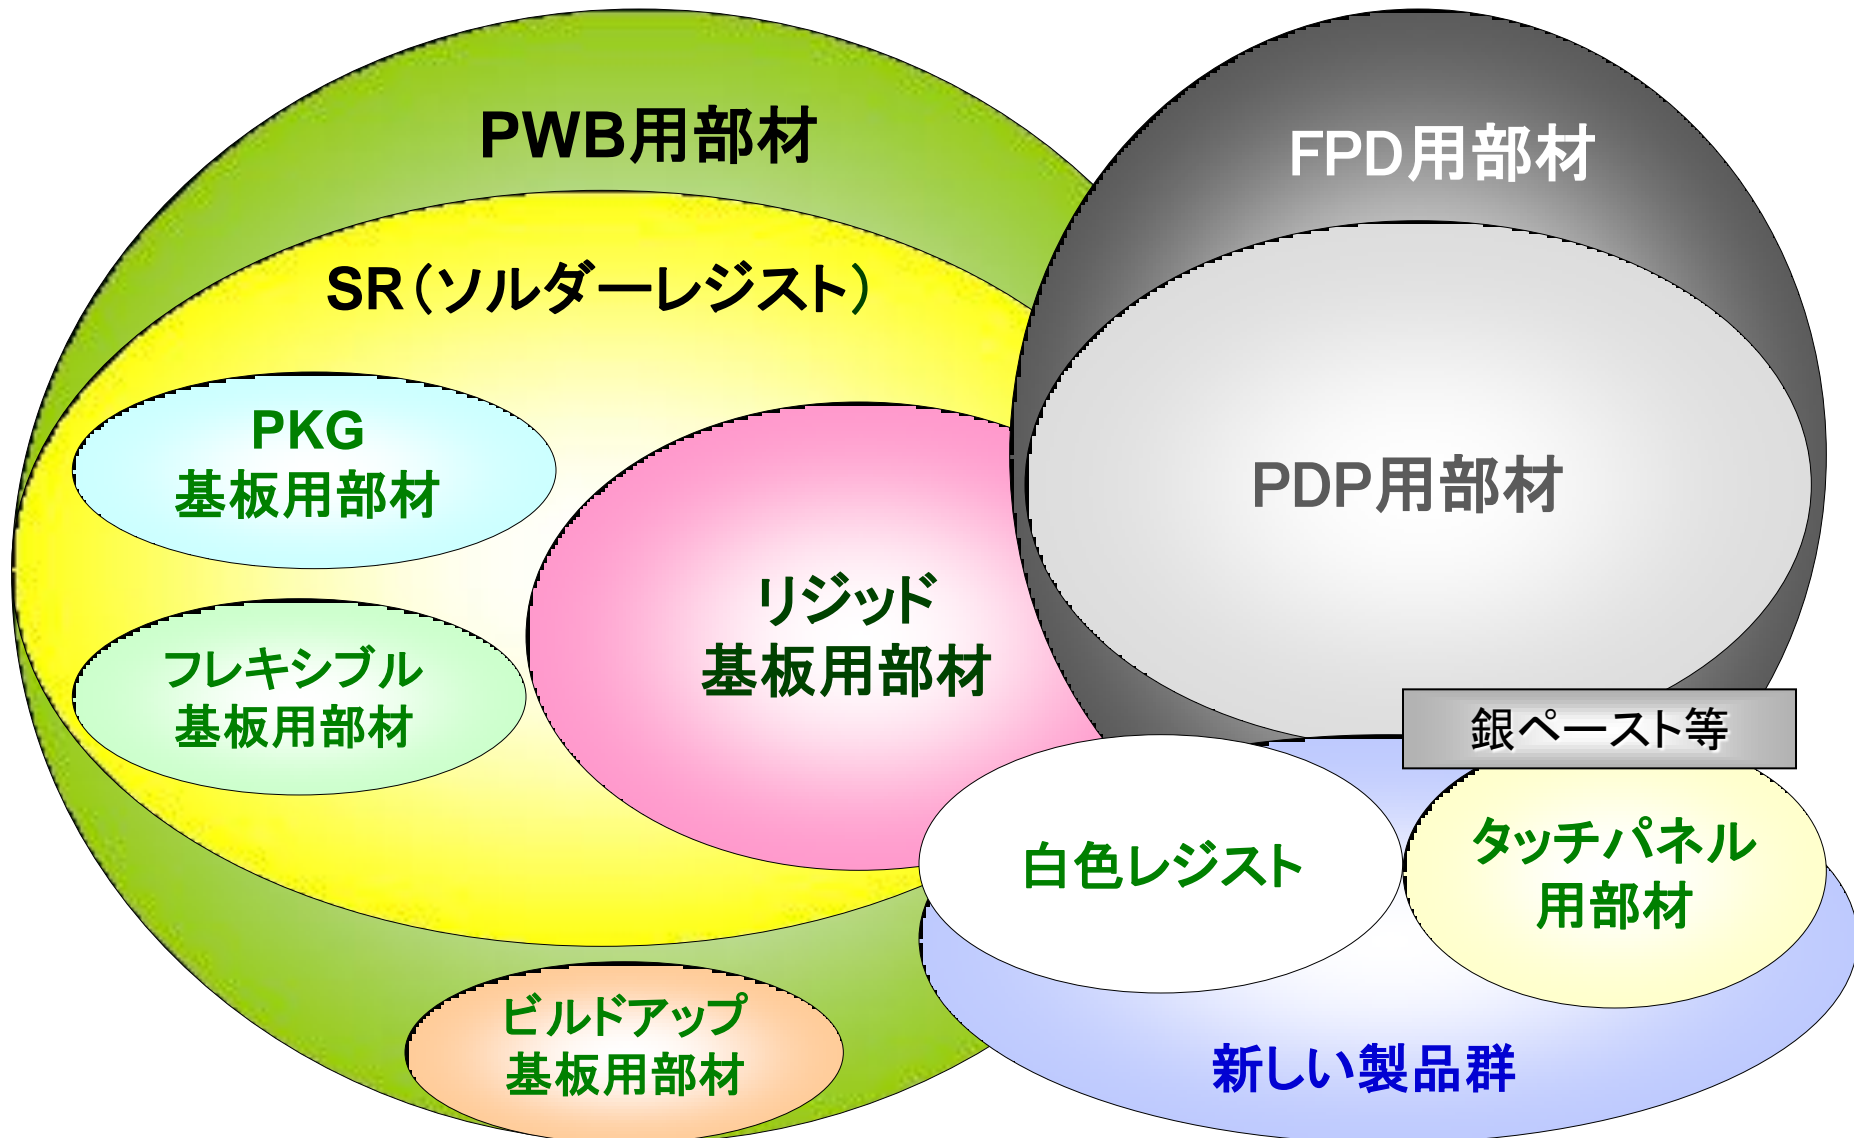 PWB用部材
FPD用部材
SR(ソルダーレジスト)
PKG
基板用部材
PDP用部材
リジッド
基板用部材
フレキシブル
基板用部材
銀ペースト等
白色レジスト
タッチパネル
用部材
ビルドアップ
基板用部材
新しい製品群